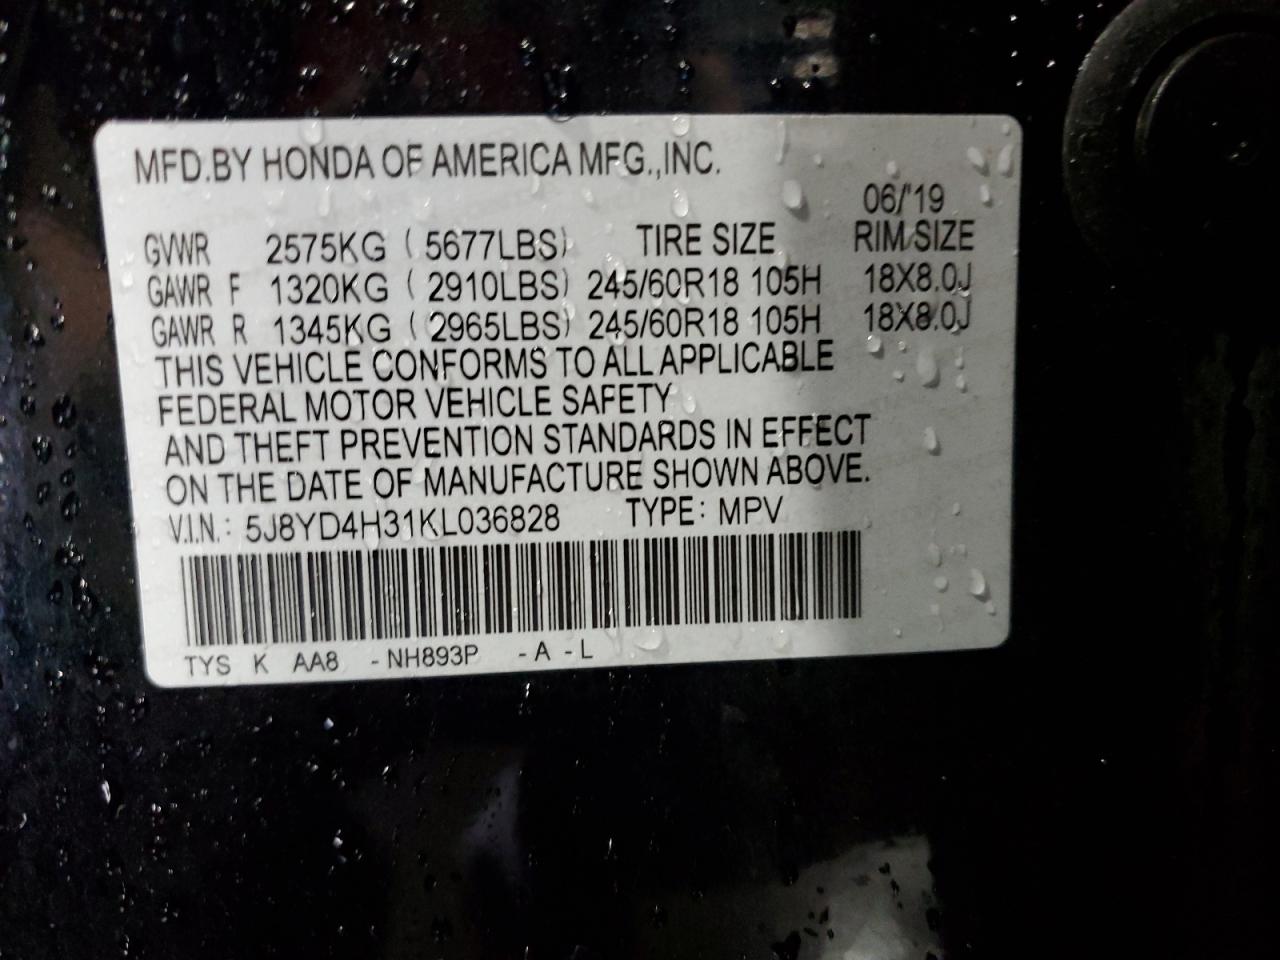 MFD.BY HONDA OF AMERICA MFG.,INC.
06/'19
GVWR 2575KG ( 5677LBS) TIRE SIZE RIM SIZE
GAWR F 1320KG ( 2910LBS) 245/60R18 105H 18X8.0J
GAWR R 1345KG ( 2965LBS) 245/60R18 105H 18X8.0J
THIS VEHICLE CONFORMS TO ALL APPLICABLE
FEDERAL MOTOR VEHICLE SAFETY
AND THEFT PREVENTION STANDARDS IN EFFECT
ON THE DATE OF MANUFACTURE SHOWN ABOVE.
V.I.N.: 5J8YD4H31KL036828 TYPE: MPV
TYS K AA8 - NH893P - A - L